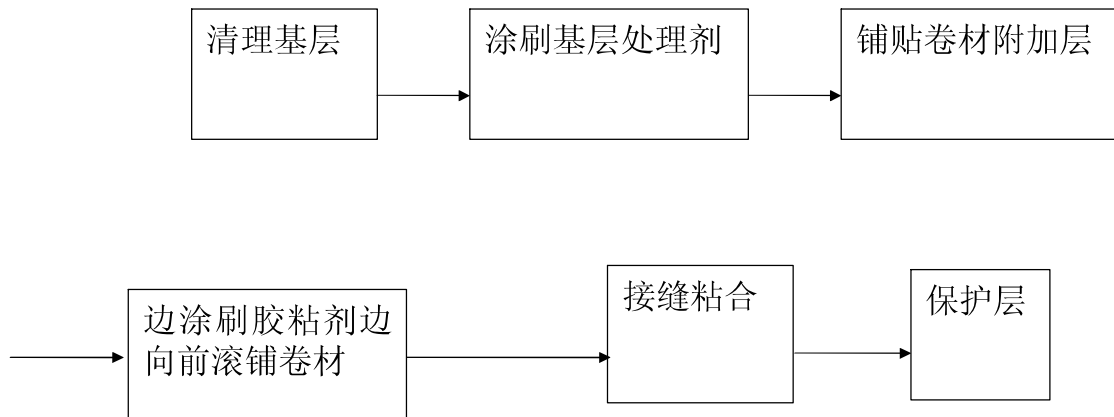 清理基层
涂刷基层处理剂
铺贴卷材附加层
边涂刷胶粘剂边
向前滚铺卷材
接缝粘合
保护层